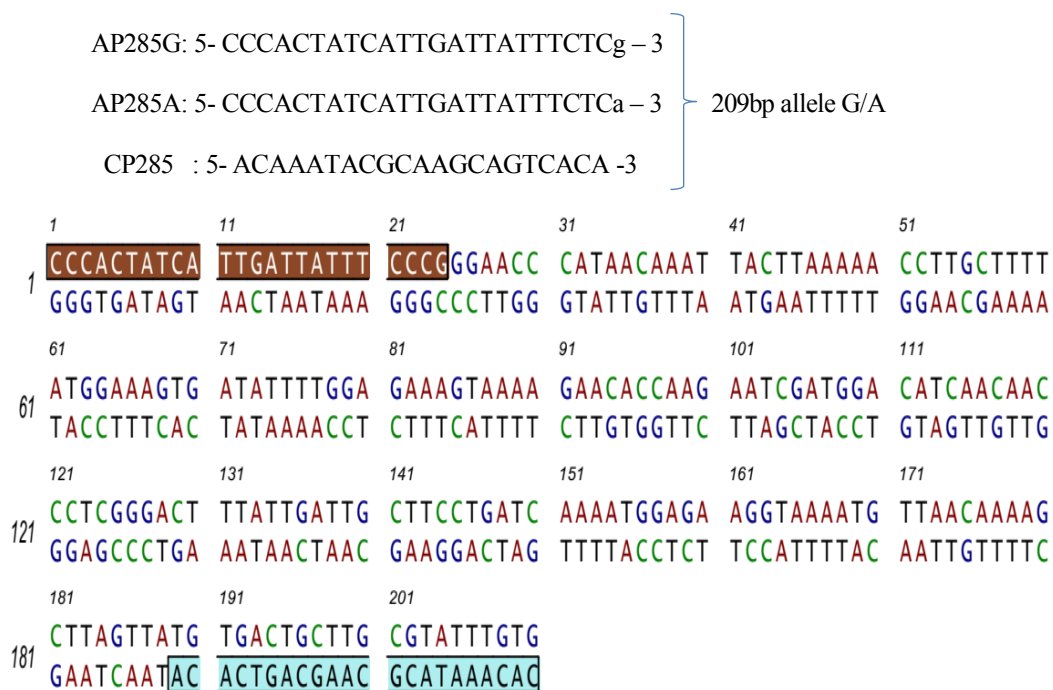 AP285G: 5- CCCACTATCATTGATTATTTCTCg – 3
AP285A: 5- CCCACTATCATTGATTATTTCTCa – 3
209bp allele G/A
CP285 : 5- ACAAATACGCAAGCAGTCACA -3
1 11 21 31 41 51
CCCACTATCA TTGATTATTT CCCGGGAACC CATAACAAAT TACTTAAAAA CCTTGCTTTT
1
GGGTGATAGT AACTAATAAA GGGCCCTTGG GTATTGTTTA ATGAATTTTT GGAACGAAAA
61 71 81 91 101 111
ATGGAAAGTG ATATTTTGGA GAAAGTAAAA GAACACCAAG AATCGATGGA CATCAACAAC
61
TACCTTTCAC TATAAAACCT CTTTCATTTT CTTGTGGTTC TTAGCTACCT GTAGTTGTTG
121 131 141 151 161 171
CCTCGGGACT TTATTGATTG CTTCCTGATC AAAATGGAGA AGGTAAAATG TTAACAAAAG
121
GGAGCCCTGA AATAACTAAC GAAGGACTAG TTTTACCTCT TCCATTTTAC AATTGTTTTC
181 191 201
CTTAGTTATG TGACTGCTTG CGTATTTGTG
181
GAATCAATAC ACTGACGAAC GCATAAACAC